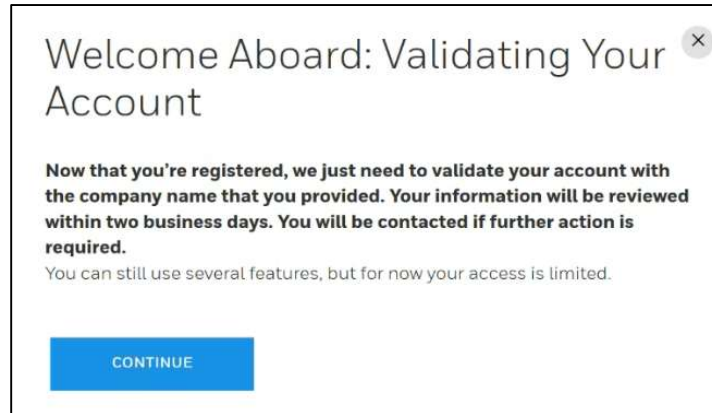 Welcome Aboard: Validating Your
Account
Now that you're registered, we just need to validate your account with
the company name that you provided. Your information will be reviewed
within two business days. You will be contacted if further action is
required.
You can still use several features, but for now your access is limited.
CONTINUE